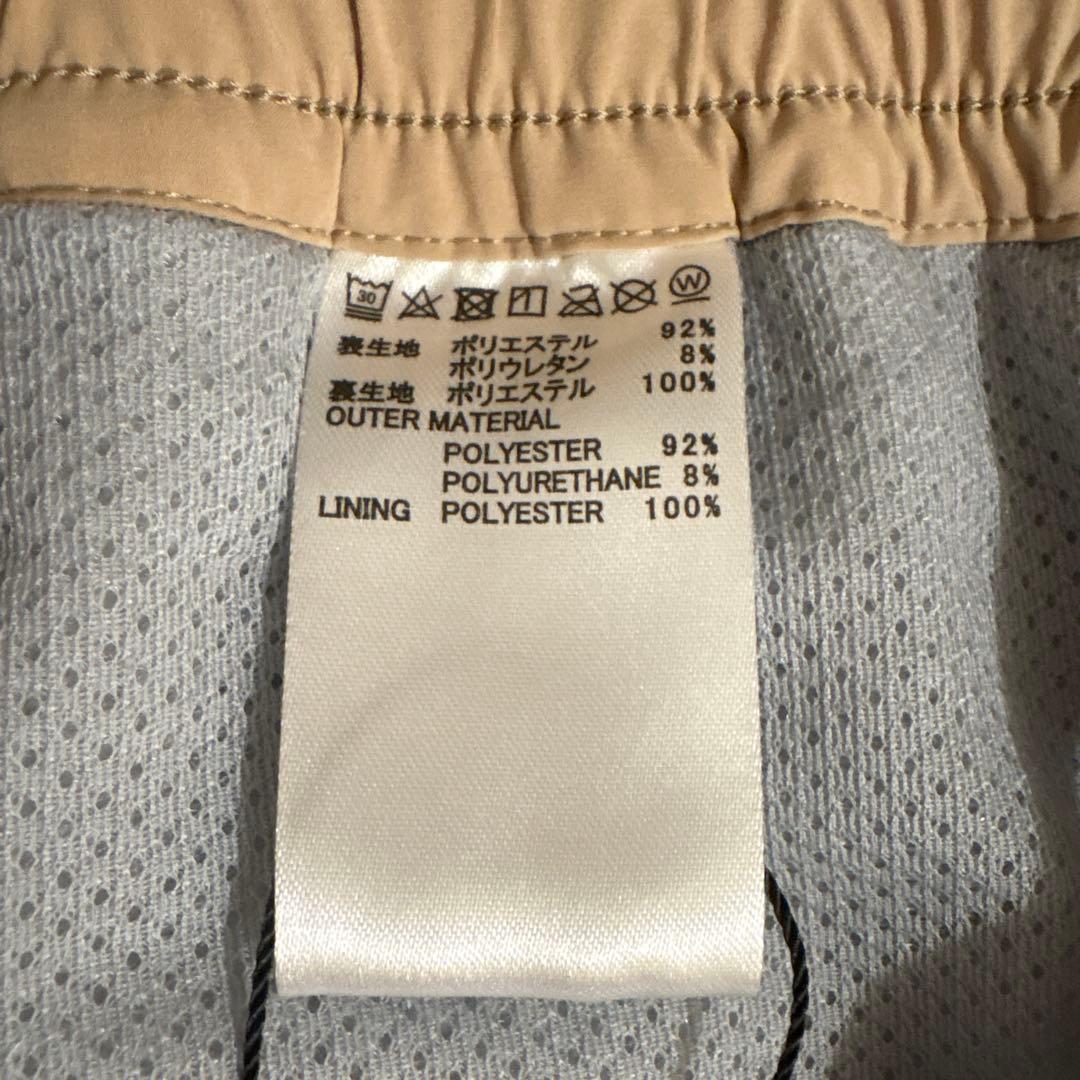 30 W
表生地 ポリエステル 92%
ポリウレタン 8%
裏生地 ポリエステル 100%
OUTER MATERIAL
POLYESTER 92%
POLYURETHANE 8%
LINING POLYESTER 100%